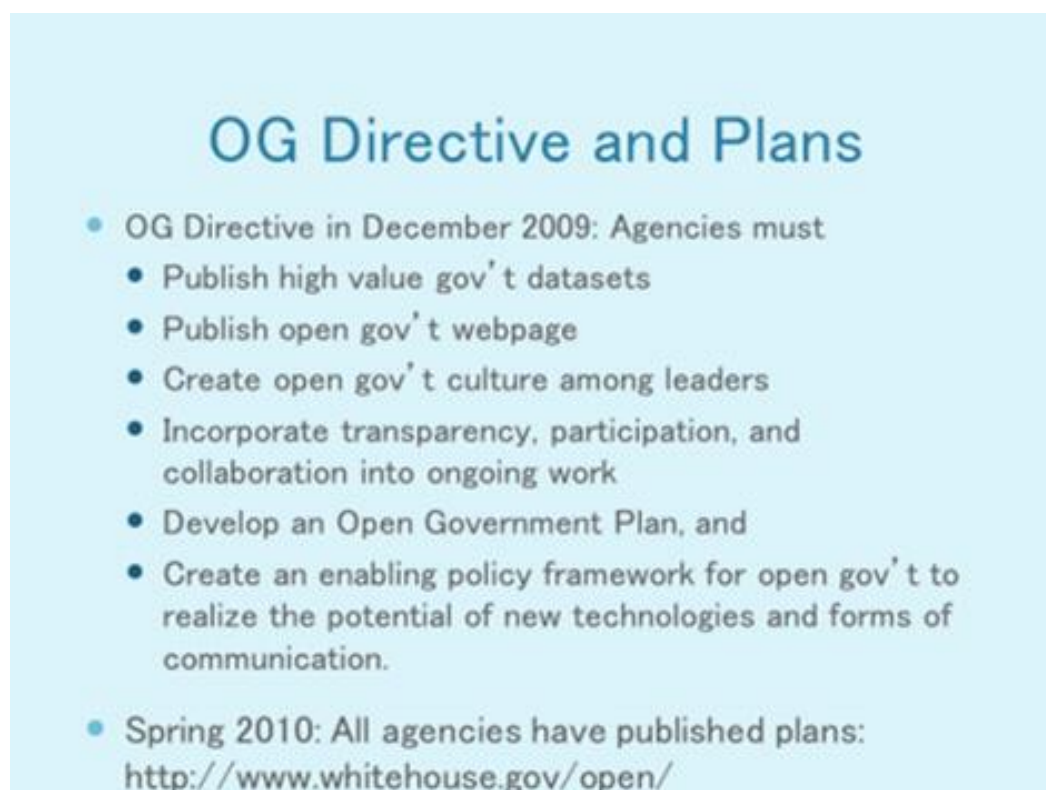 OG Directive and Plans
• OG Directive in December 2009: Agencies must
• Publish high value gov't datasets
• Publish open gov't webpage
• Create open gov't culture among leaders
• Incorporate transparency, participation, and
collaboration into ongoing work
• Develop an Open Government Plan, and
• Create an enabling policy framework for open gov't to
realize the potential of new technologies and forms of
communication.
• Spring 2010: All agencies have published plans:
http://www.whitehouse.gov/open/